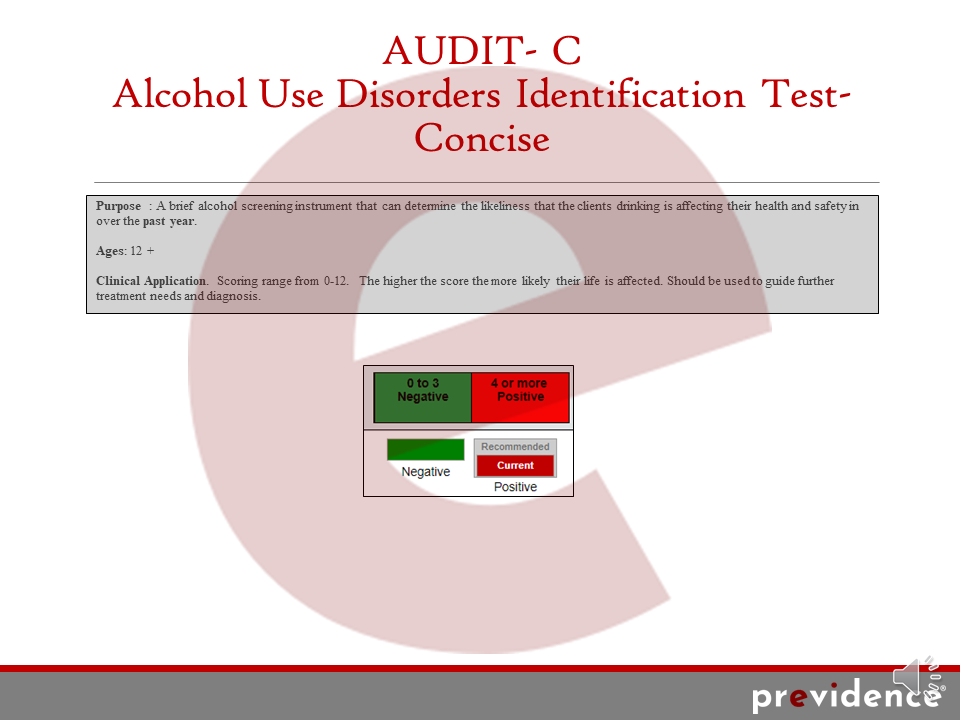 AUDIT- C
Alcohol Use Disorders Identification Test-
Concise
Purpose : A brief alcohol screening instrument that can determine the likeliness that the clients drinking is affecting their health and safety in
over the past year.
Ages: 12 +
Clinical Application. Scoring range from 0-12. The higher the score the more likely their life is affected. Should be used to guide further
treatment needs and diagnosis.
0 to 3 4 or more
Negative Positive
Recommended
Current
Negative
Positive
e
previdence®